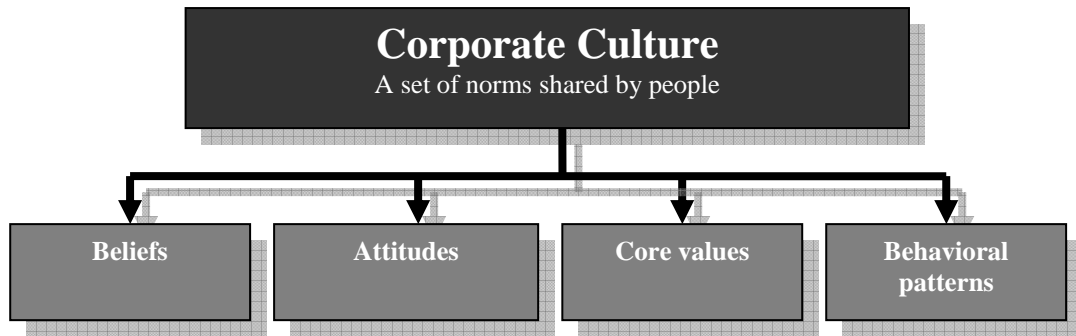 Corporate Culture
A set of norms shared by people
Beliefs
Attitudes
Core values
Behavioral
patterns